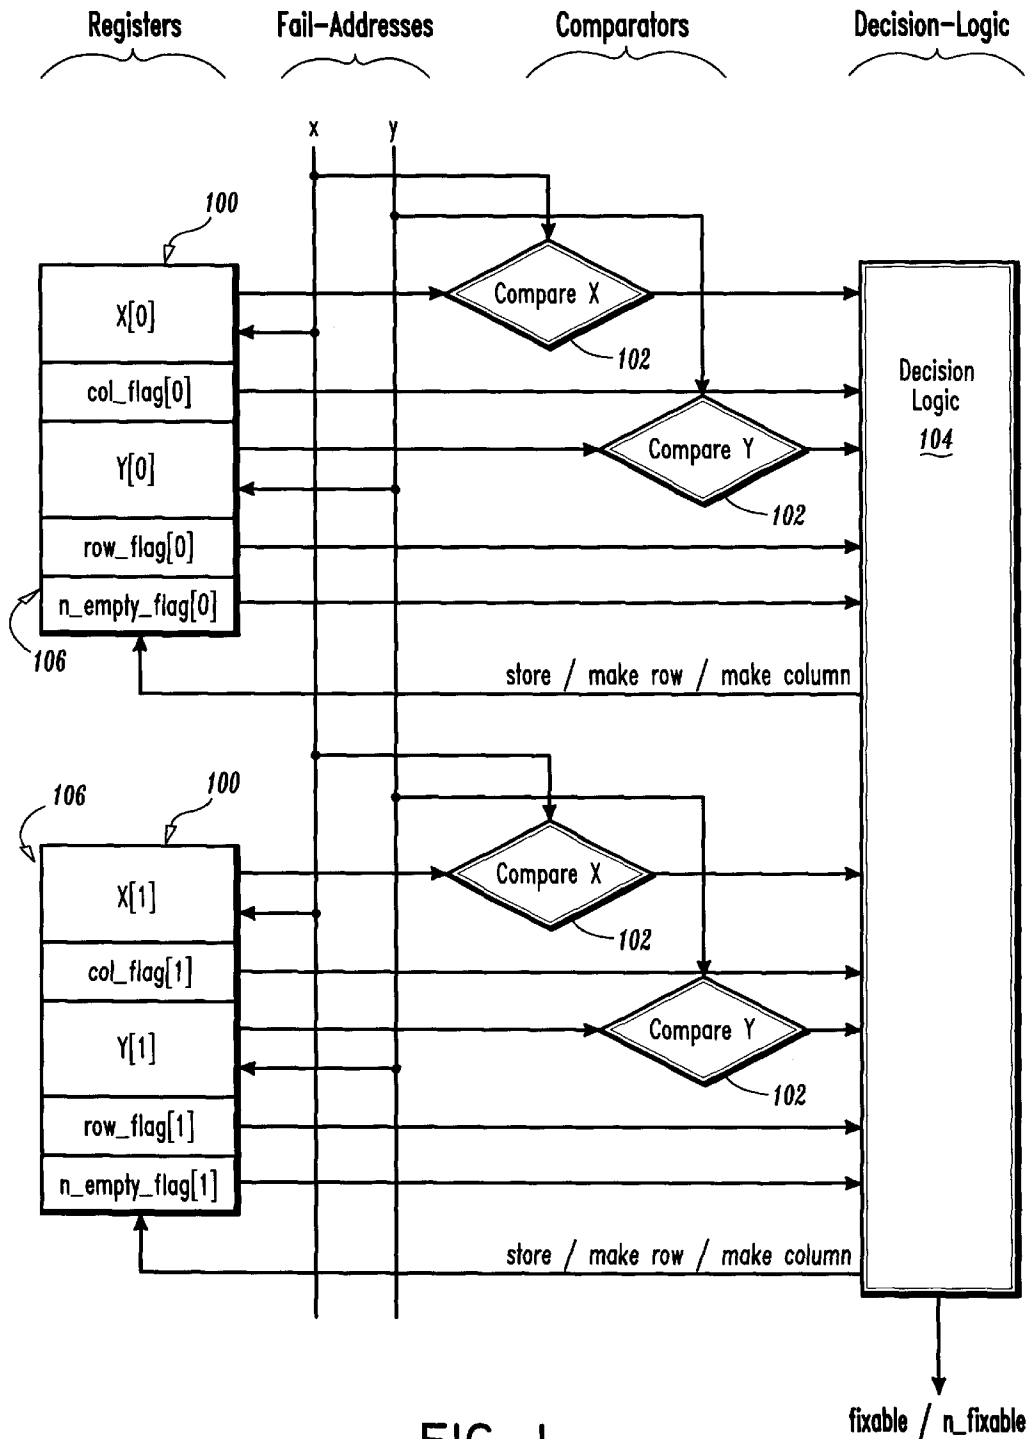 Registers
Fail-Addresses
Comparators
Decision-Logic
x
y
100
X[0]
Compare X
102
col_flag[0]
Decision
Logic
104
Y[0]
Compare Y
102
row_flag[0]
n_empty_flag[0]
106
store / make row / make column
106
100
X[1]
Compare X
102
col_flag[1]
Y[1]
Compare Y
102
row_flag[1]
n_empty_flag[1]
store / make row / make column
fixable / n_fixable
FIG. 1